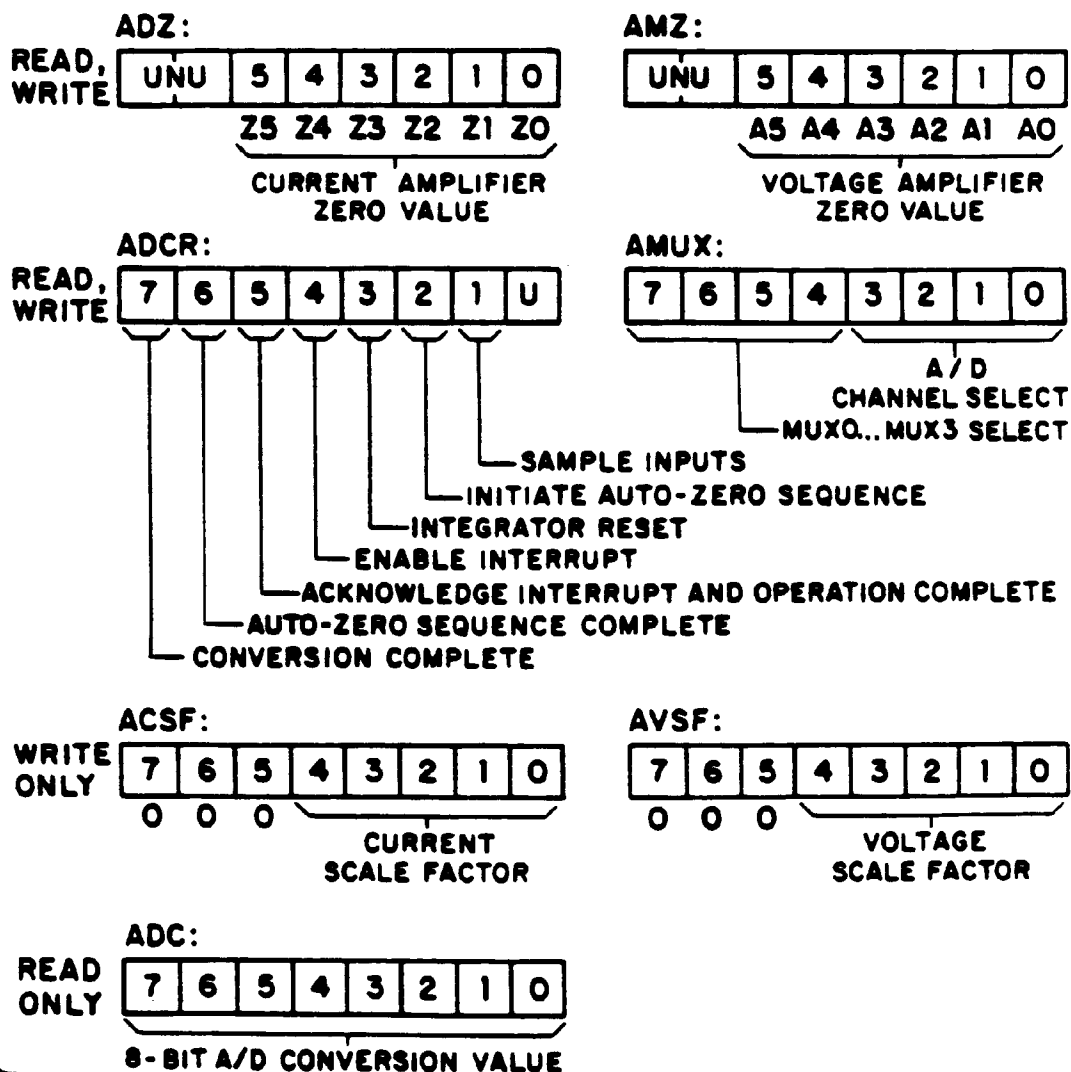 ADZ:
READ, WRITE
UNU 5 4 3 2 1 0
Z5 Z4 Z3 Z2 Z1 Z0
CURRENT AMPLIFIER
ZERO VALUE
AMZ:
UNU 5 4 3 2 1 0
A5 A4 A3 A2 A1 A0
VOLTAGE AMPLIFIER
ZERO VALUE
ADCR:
READ, WRITE
7 6 5 4 3 2 1 U
AMUX:
7 6 5 4 3 2 1 0
A/D
CHANNEL SELECT
MUX0...MUX3 SELECT
SAMPLE INPUTS
INITIATE AUTO-ZERO SEQUENCE
INTEGRATOR RESET
ENABLE INTERRUPT
ACKNOWLEDGE INTERRUPT AND OPERATION COMPLETE
AUTO-ZERO SEQUENCE COMPLETE
CONVERSION COMPLETE
ACSF:
WRITE
ONLY
7 6 5 4 3 2 1 0
0 0 0
CURRENT
SCALE FACTOR
AVSF:
7 6 5 4 3 2 1 0
0 0 0
VOLTAGE
SCALE FACTOR
ADC:
READ
ONLY
7 6 5 4 3 2 1 0
8-BIT A/D CONVERSION VALUE